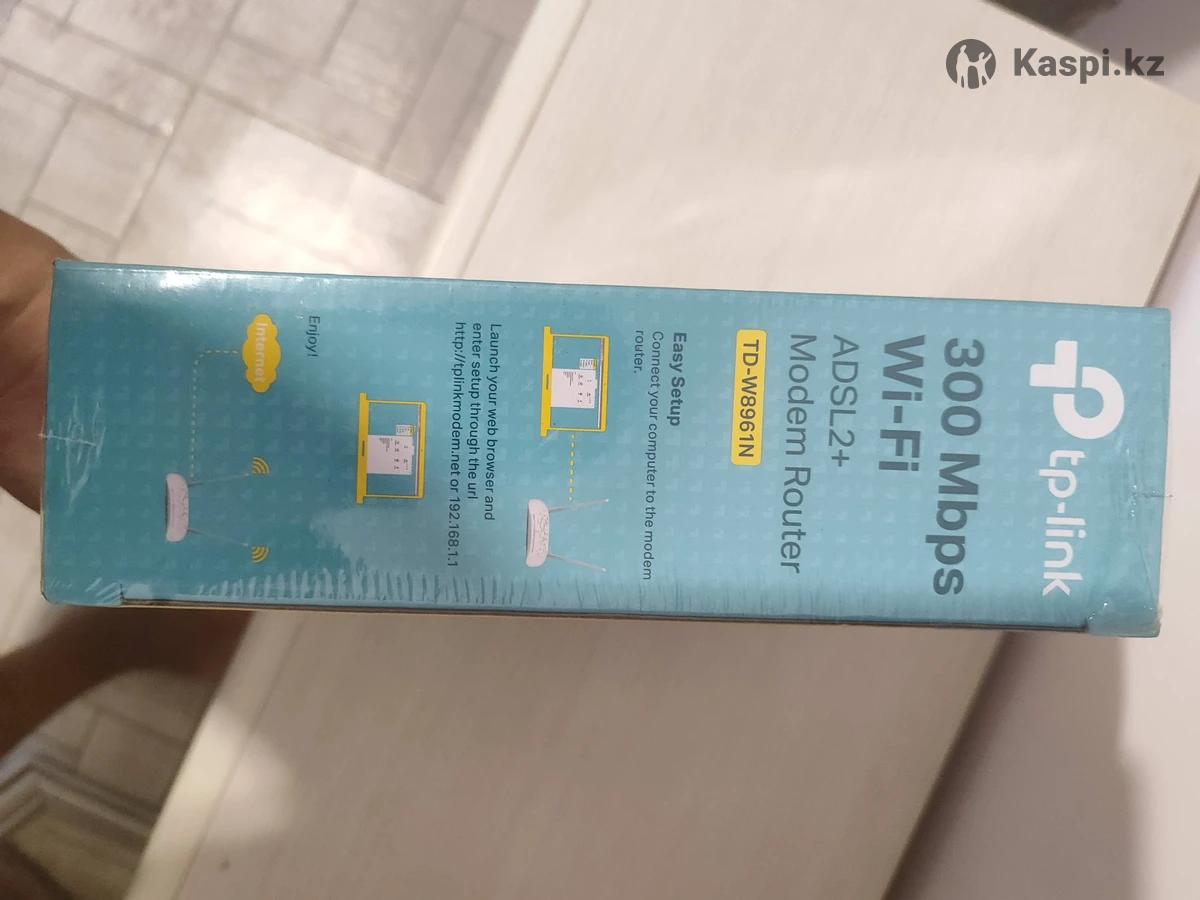 Kaspi.kz
tp-link
300 Mbps
Wi-Fi
ADSL2+
Modem Router
TD-W8961N
Easy Setup
Connect your computer to the modem
router.
Launch your web browser and
enter setup through the url
http://tplinkmodem.net or 192.168.1.1
Enjoy!
Internet